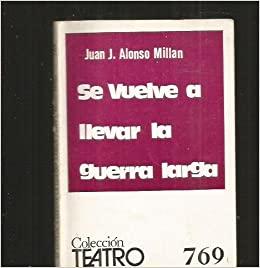 Juan J. Alonso Millan
Se Vuelve a
llevar la
guerra larga
Colección
TEATRO 769